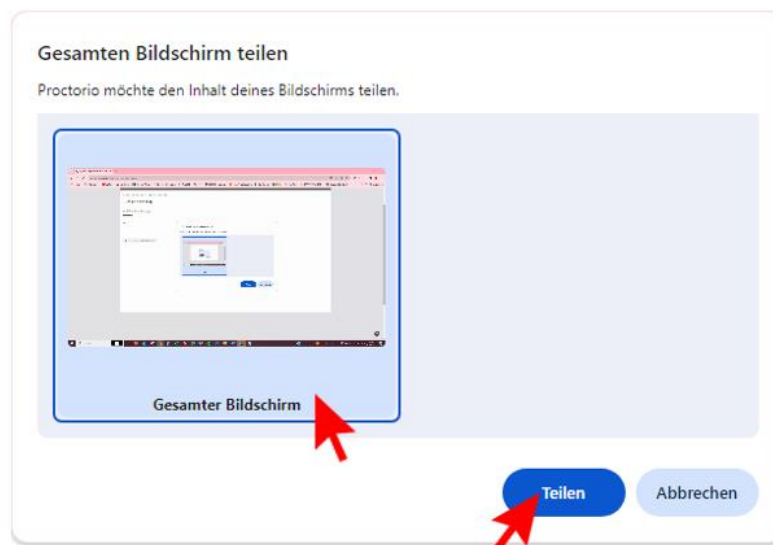 Gesamten Bildschirm teilen
Proctorio möchte den Inhalt deines Bildschirms teilen.
Gesamter Bildschirm
Teilen
Abbrechen